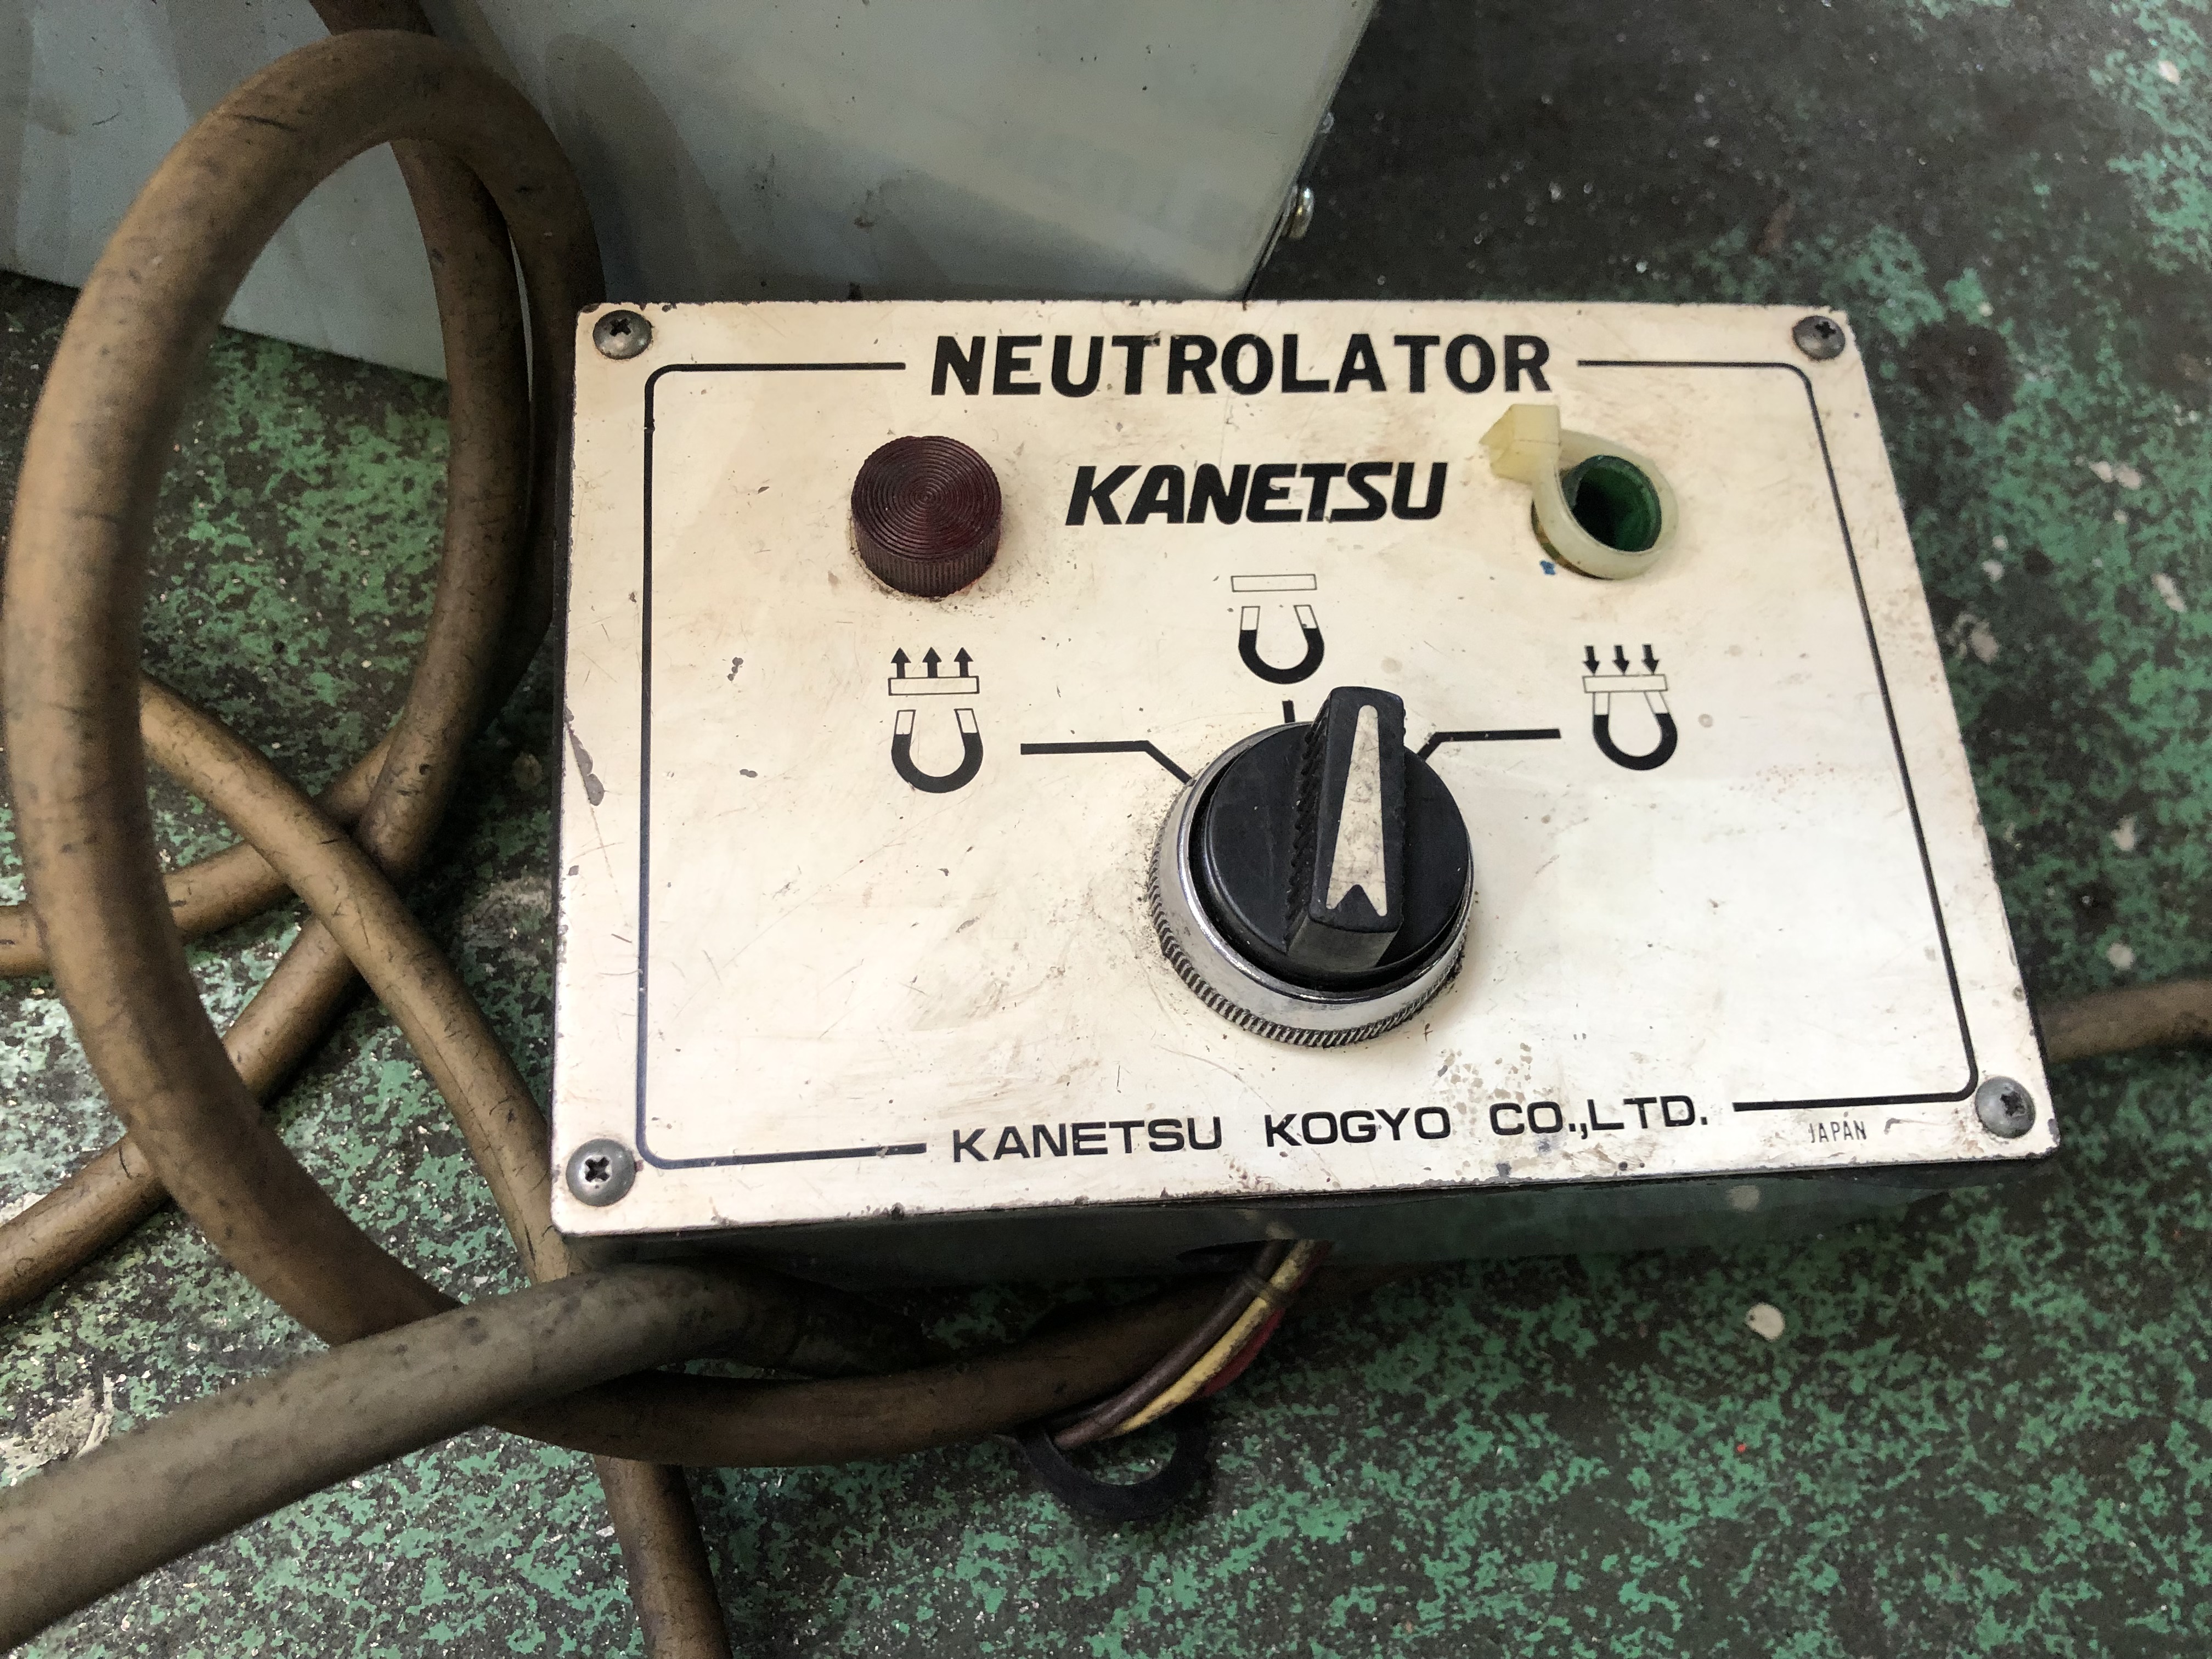 NEUTROLATOR
KANETSU
KANETSU KOGYO CO.,LTD.
JAPAN